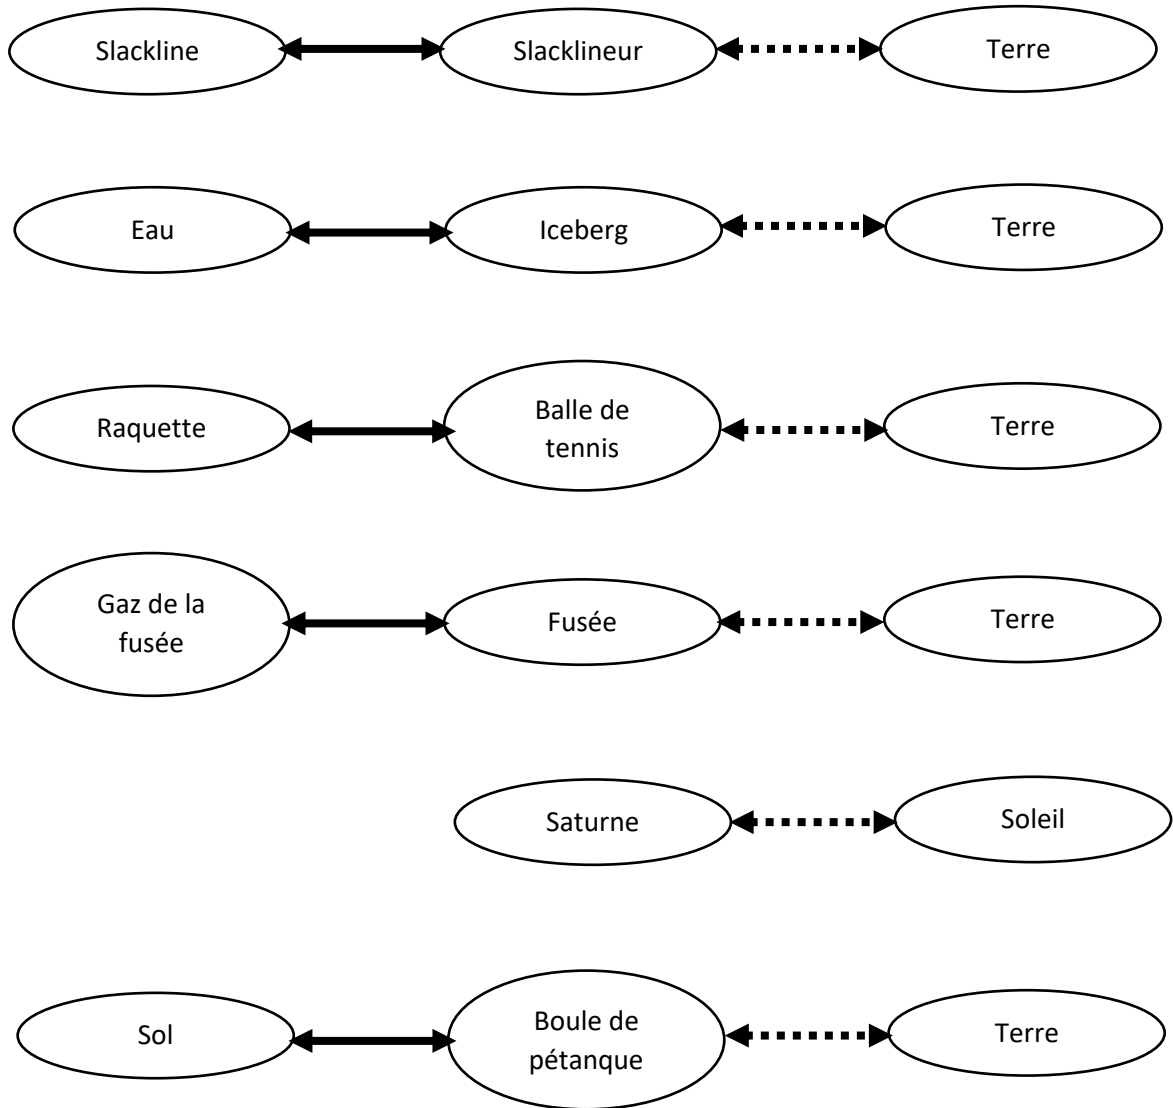 Slackline Slacklineur Terre
Eau Iceberg Terre
Raquette Balle de Terre
tennis
Gaz de la Fusée Terre
fusée
Saturne Soleil
Sol Boule de Terre
pétanque